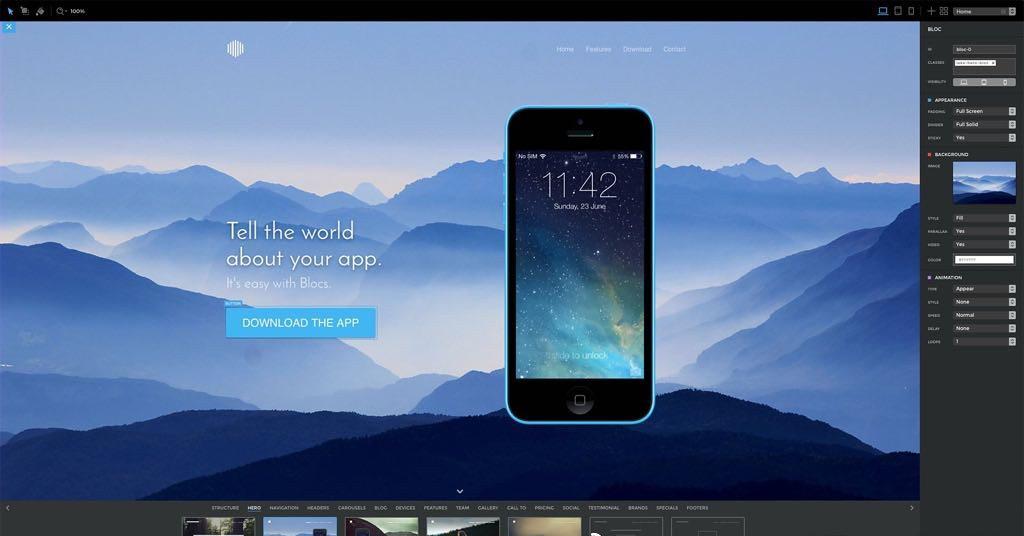 100%
Home
BLOC
ID bloc-0
CLASSES
VISIBILITY
APPEARANCE
PADDING Full Screen
DIVIDER Full Solid
STICKY Yes
BACKGROUND
IMAGE
STYLE Fill
PARALLAX Yes
VIDEO Yes
COLOR
ANIMATION
TYPE Appear
STYLE None
SPEED Normal
DELAY None
LOOPS 1
Home Features Download Contact
No SIM 55%
11:42
Sunday, 23 June
slide to unlock
Tell the world
about your app.
It's easy with Blocs.
BUTTON
DOWNLOAD THE APP
STRUCTURE HERO NAVIGATION HEADERS CAROUSELS BLOG DEVICES FEATURES TEAM GALLERY CALL TO PRICING SOCIAL TESTIMONIAL BRANDS SPECIALS FOOTERS